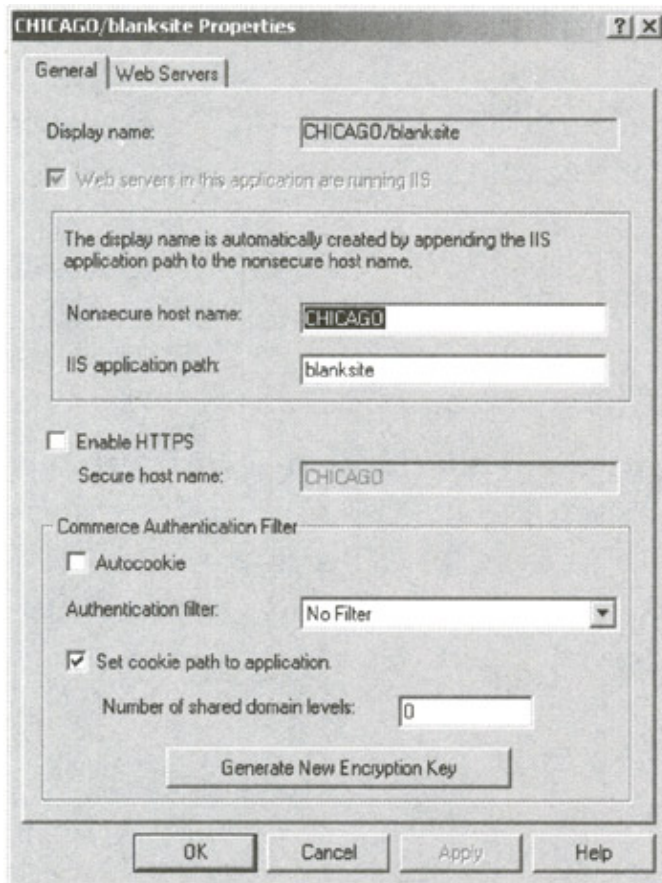 CHICAGO/blanksite Properties
General Web Servers
Display name: CHICAGO/blanksite
Web servers in this application are running IIS
The display name is automatically created by appending the IIS
application path to the nonsecure host name.
Nonsecure host name: CHICAGO
IIS application path: blanksite
Enable HTTPS
Secure host name: CHICAGO
Commerce Authentication Filter
Autocookie
Authentication filter: No Filter
Set cookie path to application.
Number of shared domain levels: 0
Generate New Encryption Key
OK Cancel Apply Help